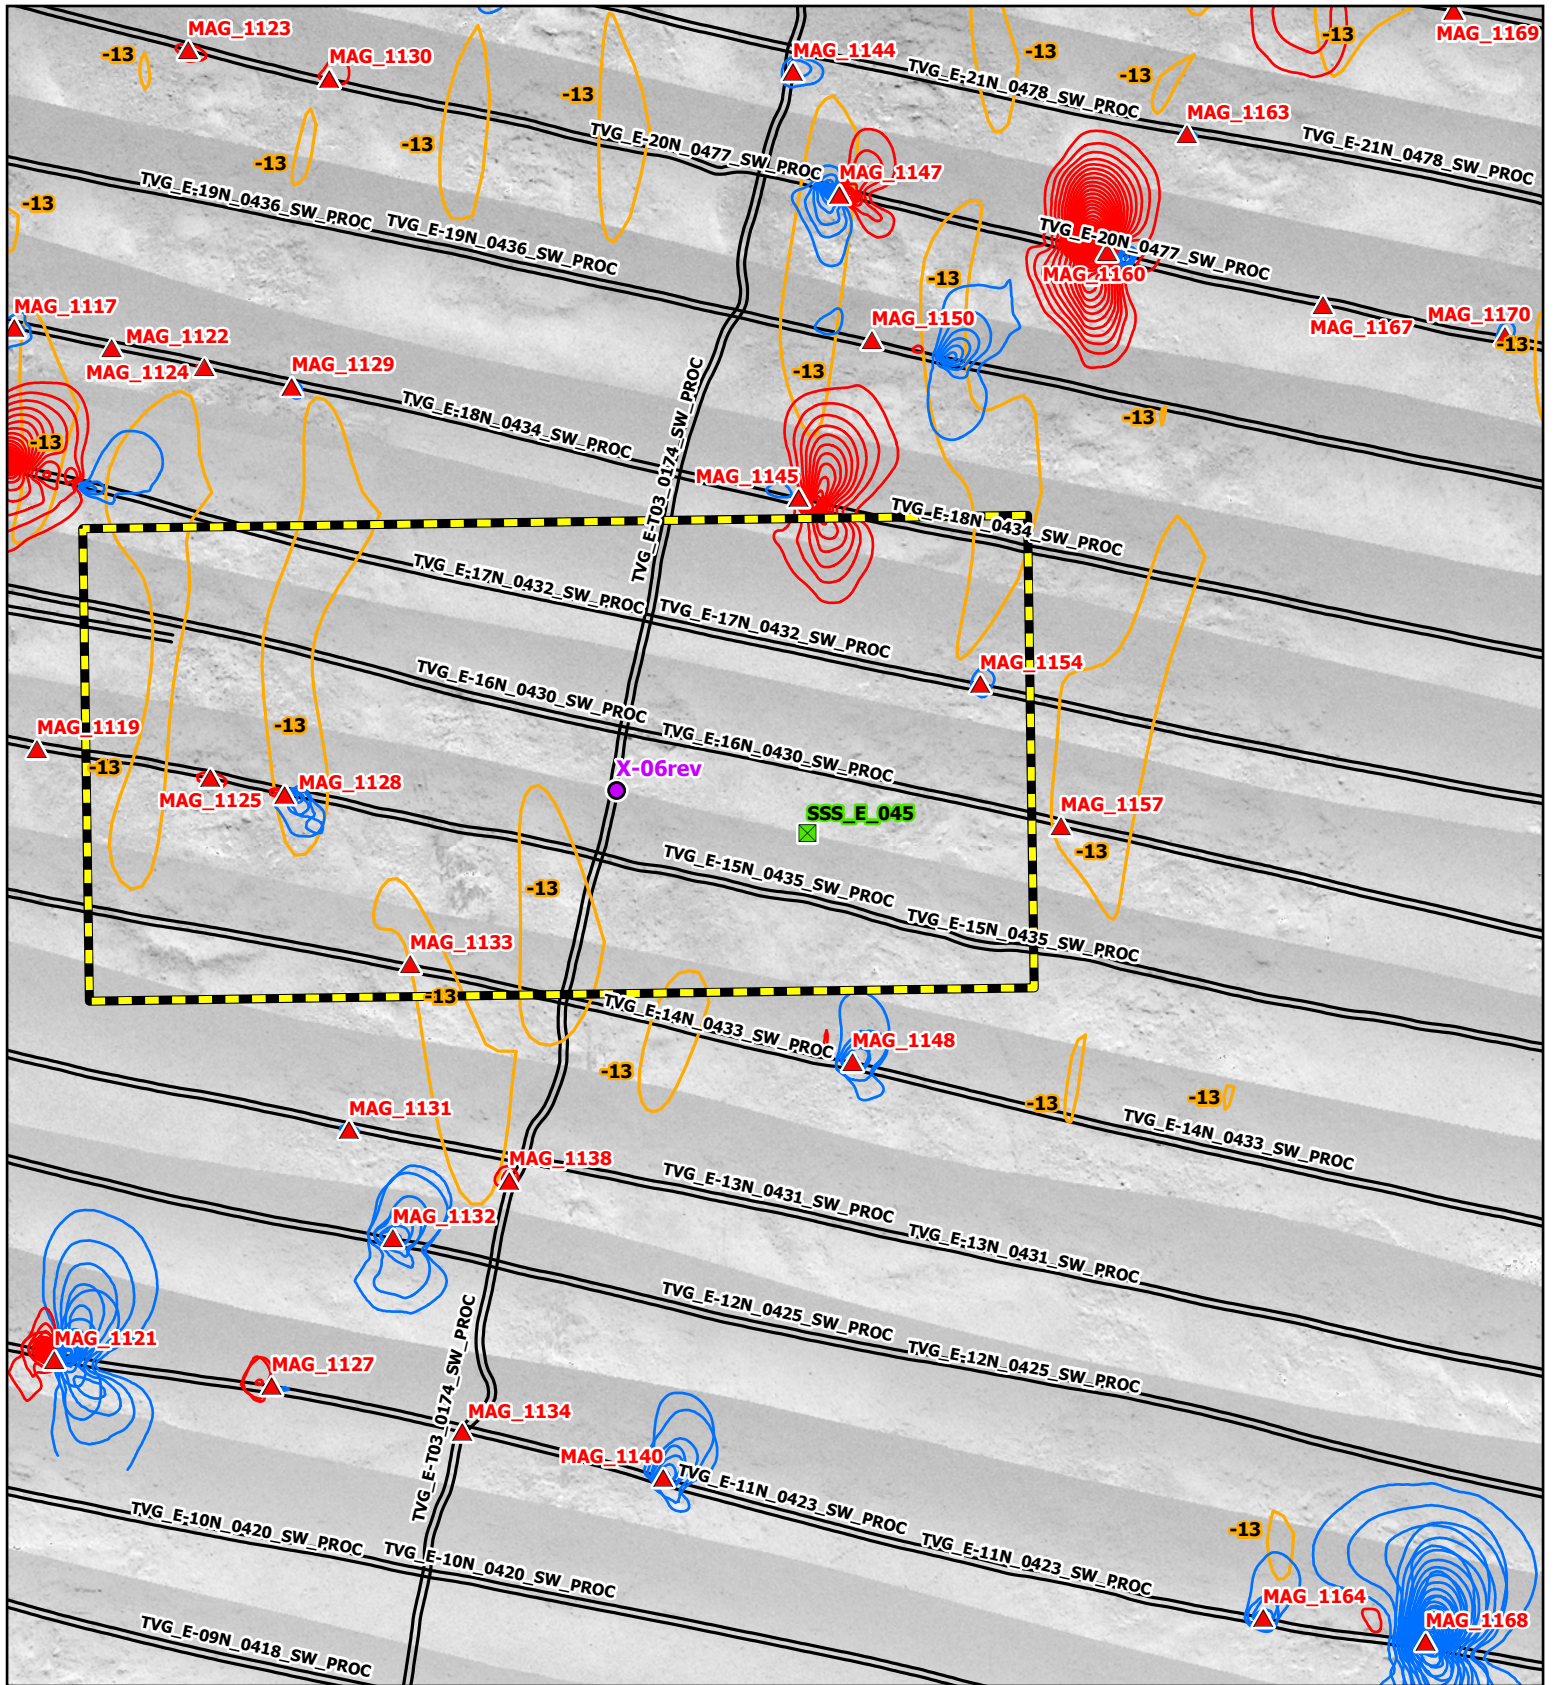 MAG_1123
MAG_1169
-13
MAG_1130
MAG_1144
-13
-13
TVG_E-21N_0478_SW_PROC
-13
-13
MAG_1163
TVG_E-21N_0478_SW_PROC
TVG_E-20N_0477_SW_PROC
-13
-13
MAG_1147
TVG_E-19N_0436_SW_PROC
-13
TVG_E-19N_0436_SW_PROC
TVG_E-20N_0477_SW_PROC
MAG_1160
-13
MAG_1117
MAG_1122
MAG_1124
MAG_1129
MAG_1150
MAG_1167
MAG_1170
-13
-13
-13
TVG_E-18N_0434_SW_PROC
TVG_E-T03_0174_SW_PROC
-13
MAG_1145
TVG_E-18N_0434_SW_PROC
TVG_E-17N_0432_SW_PROC
TVG_E-17N_0432_SW_PROC
MAG_1154
TVG_E-16N_0430_SW_PROC
TVG_E-16N_0430_SW_PROC
MAG_1119
-13
-13
MAG_1125
MAG_1128
X-06rev
SSS_E_045
MAG_1157
-13
TVG_E-15N_0435_SW_PROC
-13
TVG_E-15N_0435_SW_PROC
MAG_1133
-13
TVG_E-14N_0433_SW_PROC
MAG_1148
-13
-13
-13
MAG_1131
TVG_E-14N_0433_SW_PROC
MAG_1138
TVG_E-13N_0431_SW_PROC
MAG_1132
TVG_E-13N_0431_SW_PROC
TVG_E-12N_0425_SW_PROC
MAG_1121
MAG_1127
TVG_E-12N_0425_SW_PROC
TVG_E-T03_0174_SW_PROC
MAG_1134
MAG_1140
TVG_E-11N_0423_SW_PROC
TVG_E-10N_0420_SW_PROC
-13
TVG_E-10N_0420_SW_PROC
TVG_E-11N_0423_SW_PROC
MAG_1164
MAG_1168
TVG_E-09N_0418_SW_PROC